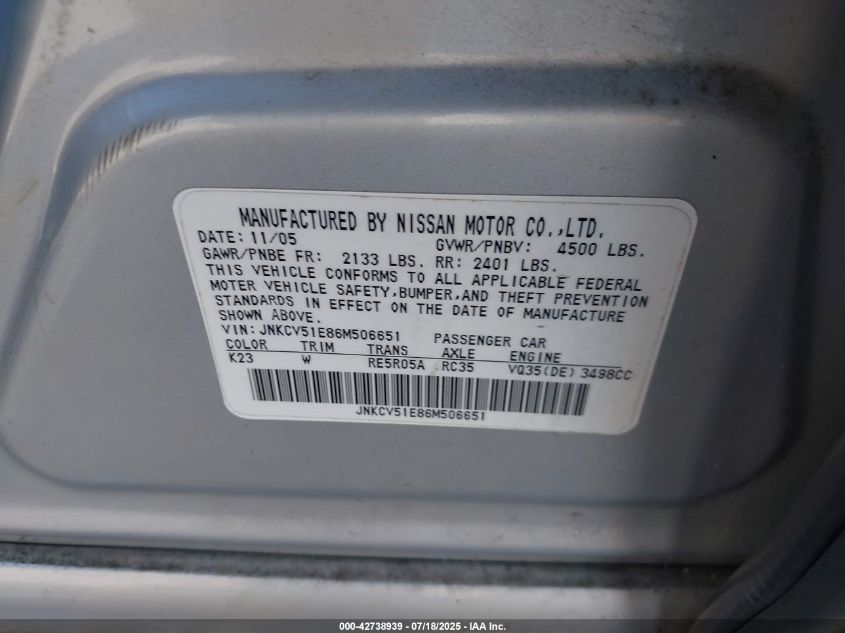 MANUFACTURED BY NISSAN MOTOR CO.,LTD.
DATE: 11/05 GVWR/PNBV: 4500 LBS.
GAWR/PNBE FR: 2133 LBS. RR: 2401 LBS.
THIS VEHICLE CONFORMS TO ALL APPLICABLE FEDERAL
MOTOR VEHICLE SAFETY,BUMPER,AND THEFT PREVENTION
STANDARDS IN EFFECT ON THE DATE OF MANUFACTURE
SHOWN ABOVE.
VIN: JNKCV51E86M506651 PASSENGER CAR
COLOR TRIM TRANS AXLE ENGINE
K23 W RE5R05A RC35 VQ35(DE) 3498CC
JNKCV51E86M506651
000-42738939 - 07/18/2025 - IAA Inc.